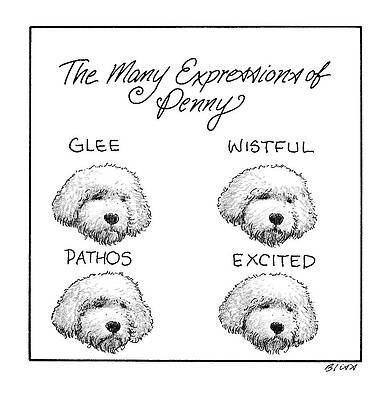 The Many Expressions of
Penny
GLEE
WISTFUL
PATHOS
EXCITED